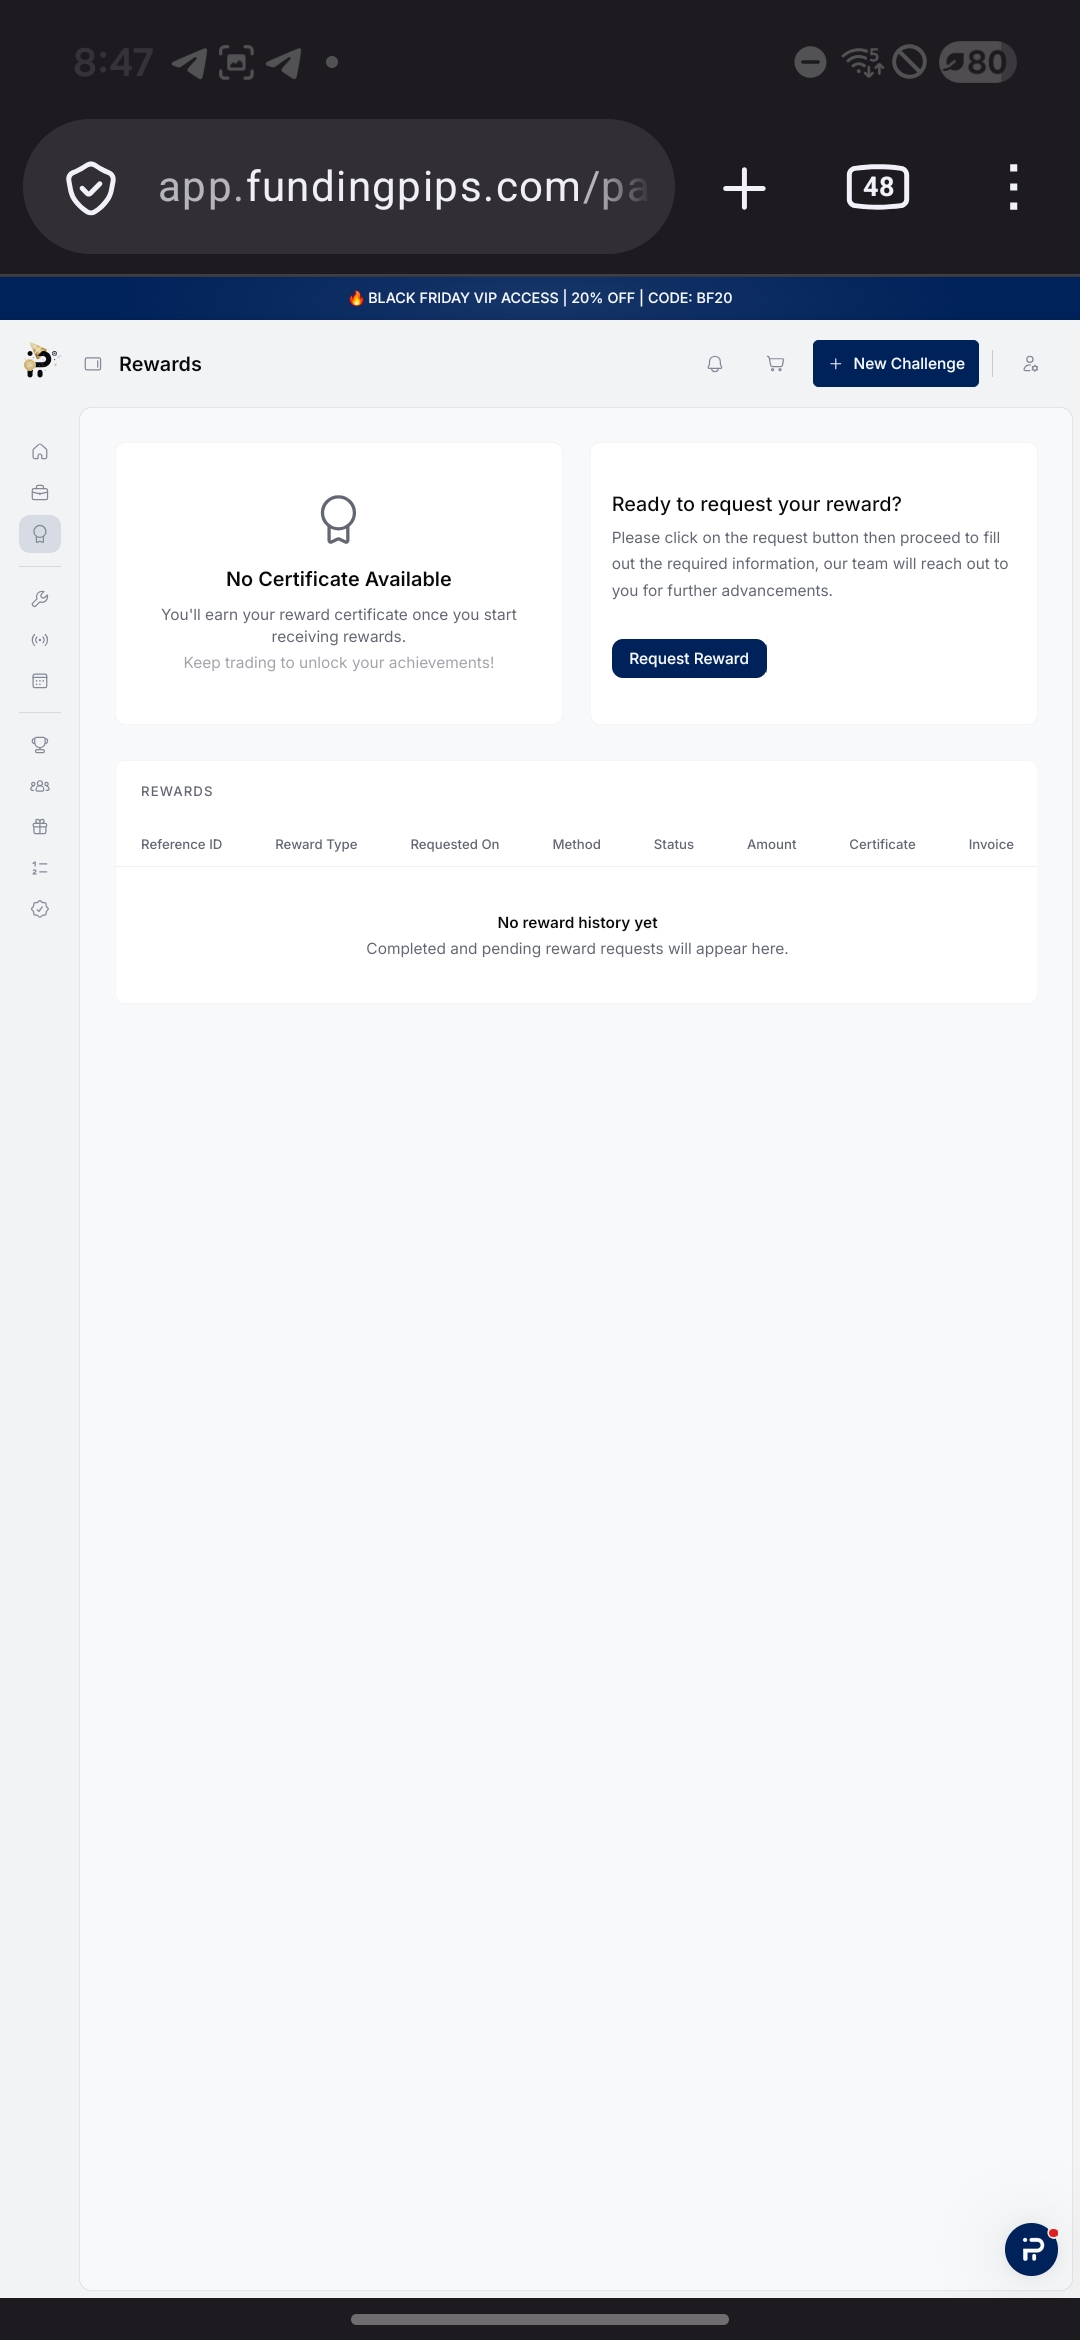 8:47
5
80
app.fundingpips.com/pa
48
🔥 BLACK FRIDAY VIP ACCESS | 20% OFF | CODE: BF20
Rewards
New Challenge
No Certificate Available
You'll earn your reward certificate once you start
receiving rewards.
Keep trading to unlock your achievements!
Ready to request your reward?
Please click on the request button then proceed to fill
out the required information, our team will reach out to
you for further advancements.
Request Reward
REWARDS
Reference ID Reward Type Requested On Method Status Amount Certificate Invoice
No reward history yet
Completed and pending reward requests will appear here.